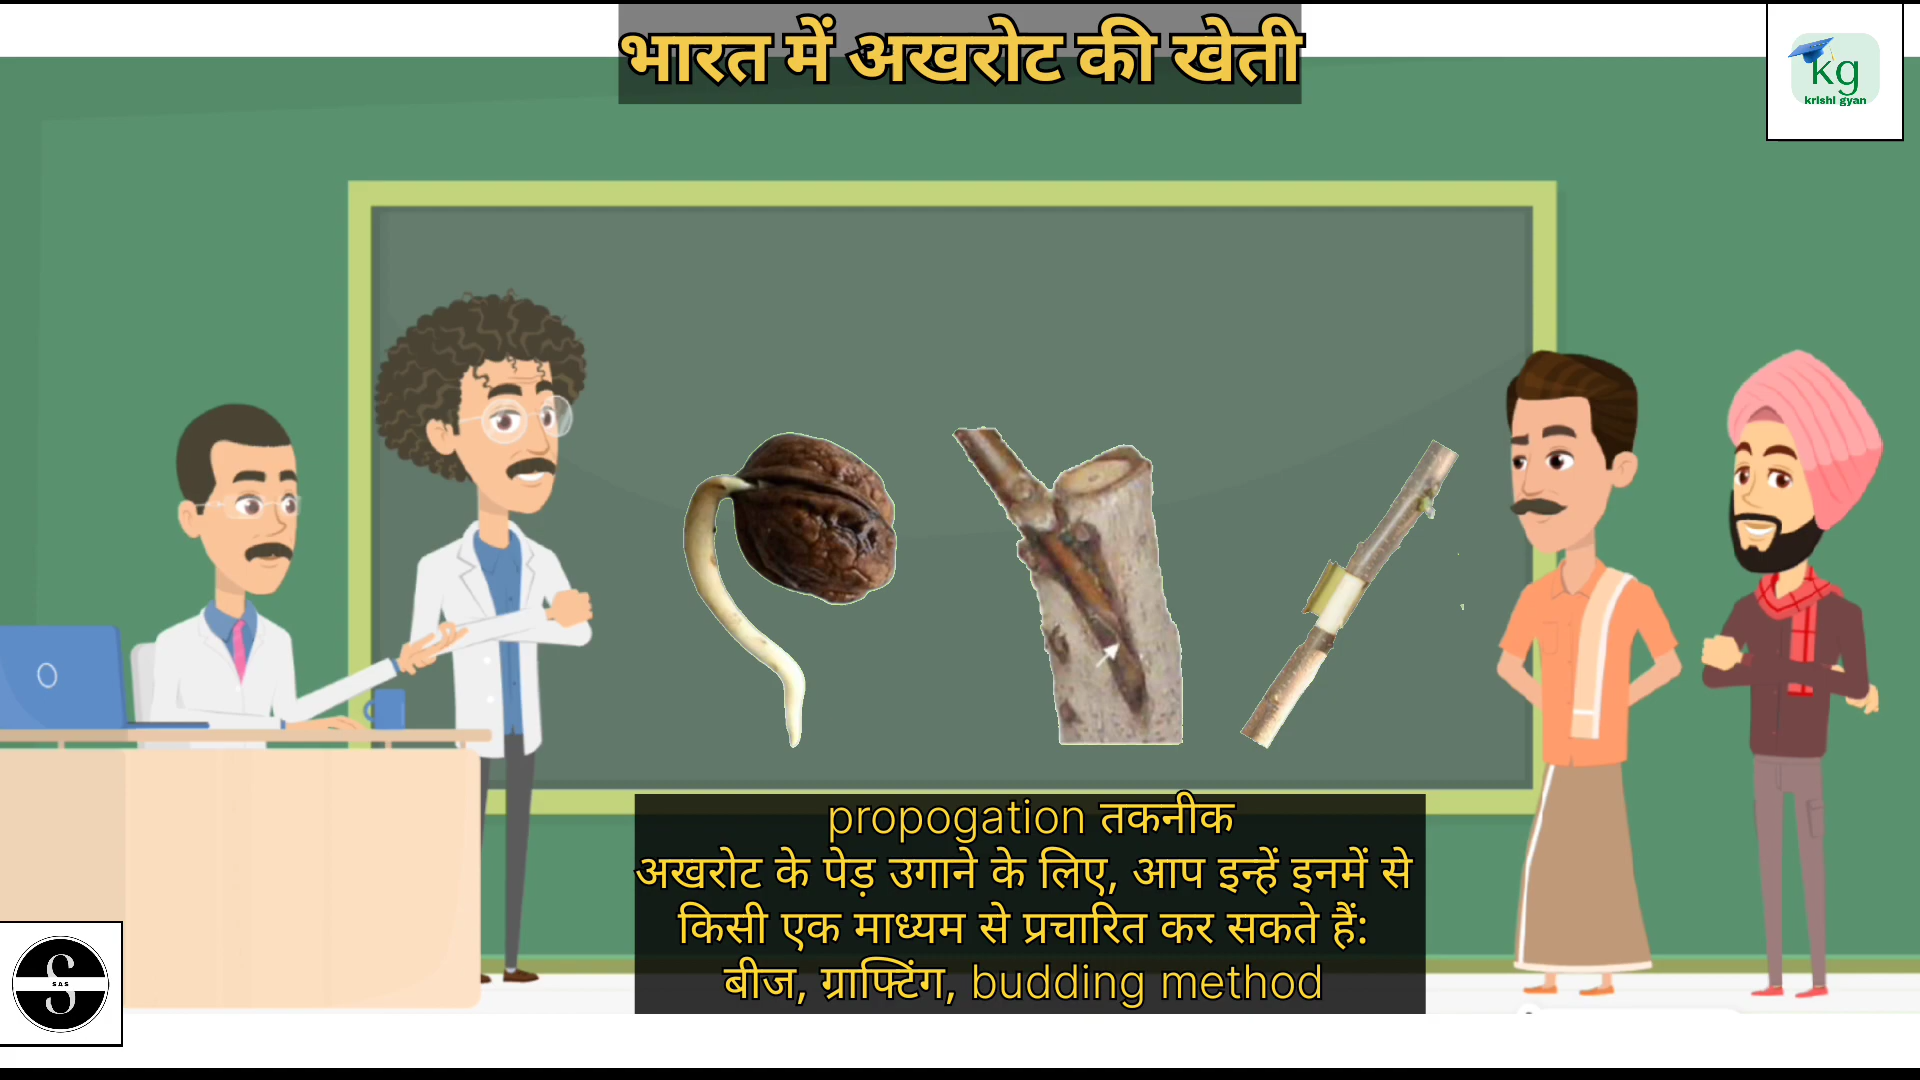 भारत में अखरोट की खेती
kg
krishi gyan
propogation तकनीक
अखरोट के पेड़ उगाने के लिए, आप इन्हें इनमें से
किसी एक माध्यम से प्रचारित कर सकते हैं:
बीज, ग्राफ्टिंग, budding method
S
SAS